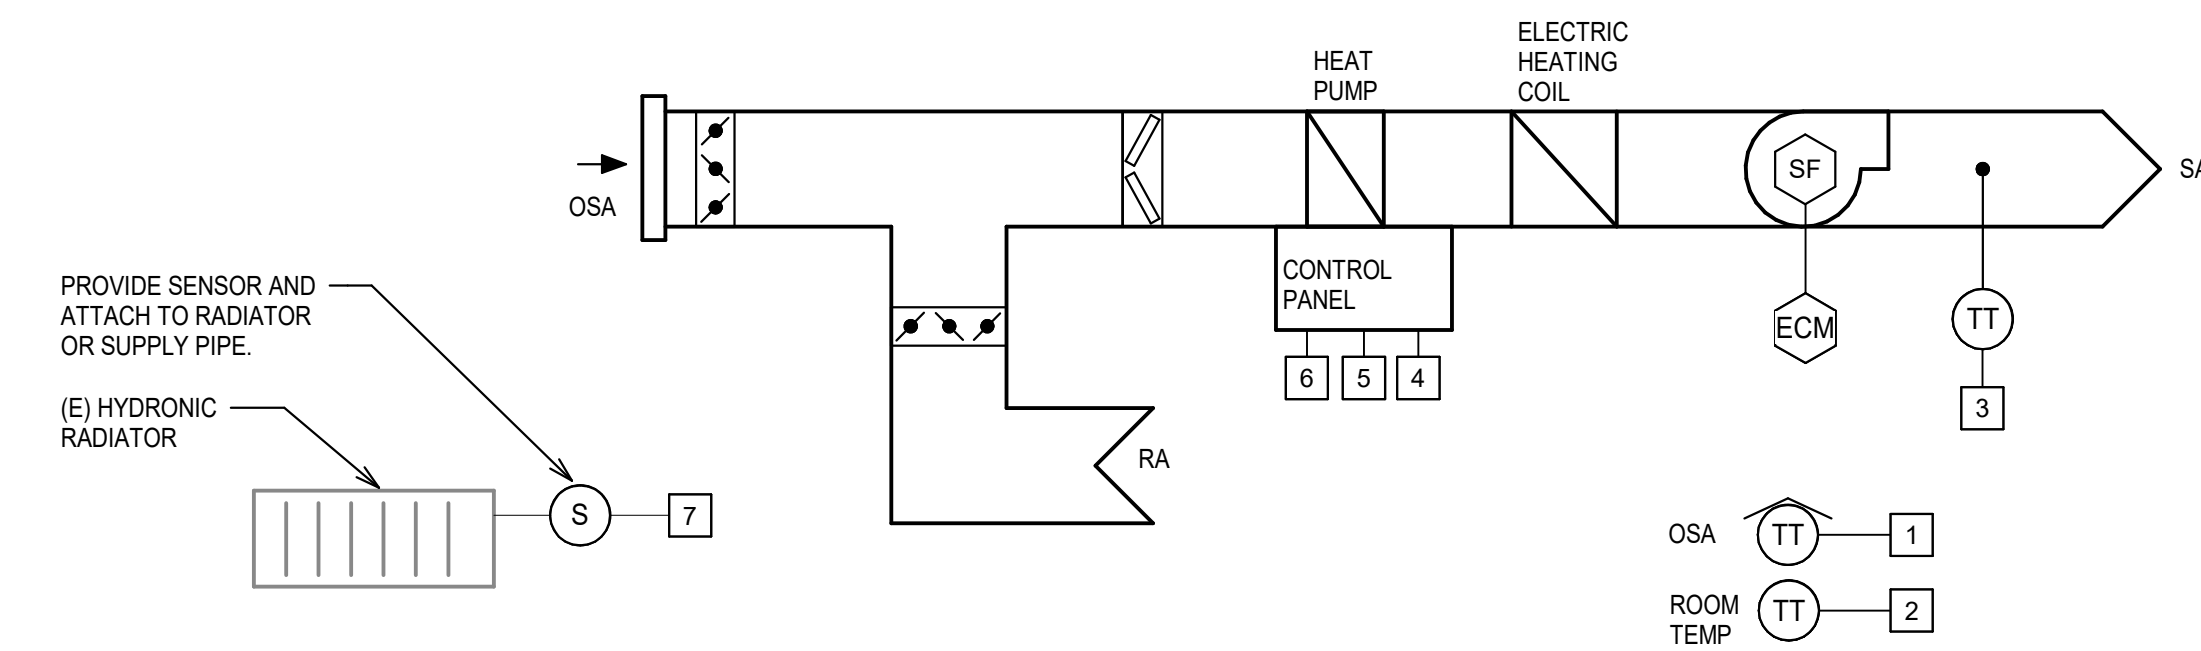 ELECTRIC
HEATING
COIL
HEAT
PUMP
OSA
SF
SA
CONTROL
PANEL
ECM
TT
6
5
4
3
PROVIDE SENSOR AND
ATTACH TO RADIATOR
OR SUPPLY PIPE.
(E) HYDRONIC
RADIATOR
RA
S
7
OSA
TT
1
ROOM
TEMP
TT
2